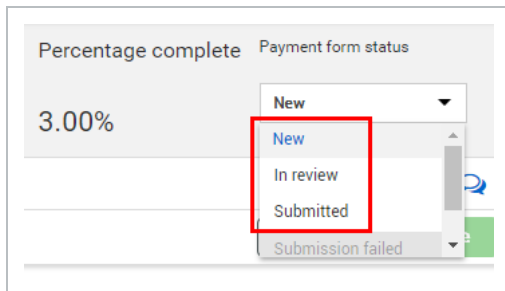 Percentage complete
Payment form status
3.00%
New
New
In review
Submitted
Submission failed